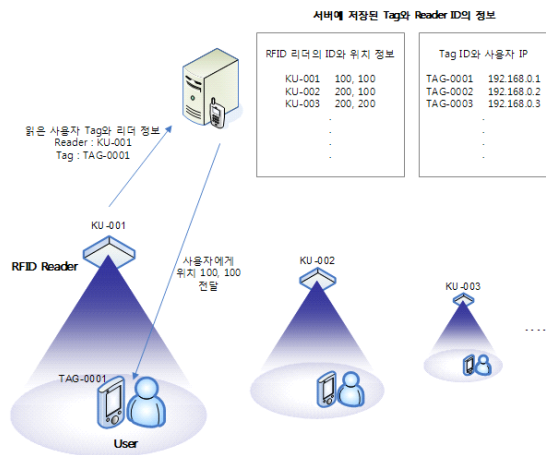 서버에 저장된 Tag와 Reader ID의 정보
RFID 리더의 ID와 위치 정보
KU-001 100, 100
KU-002 200, 100
KU-003 200, 200
.
.
.
.
Tag ID와 사용자 IP
TAG-0001 192.168.0.1
TAG-0002 192.168.0.2
TAG-0003 192.168.0.3
.
.
.
.
읽은 사용자 Tag와 리더 정보
Reader : KU-001
Tag : TAG-0001
KU-001
RFID Reader
사용자에게
위치 100, 100
전달
KU-002
KU-003
.....
TAG-0001
User